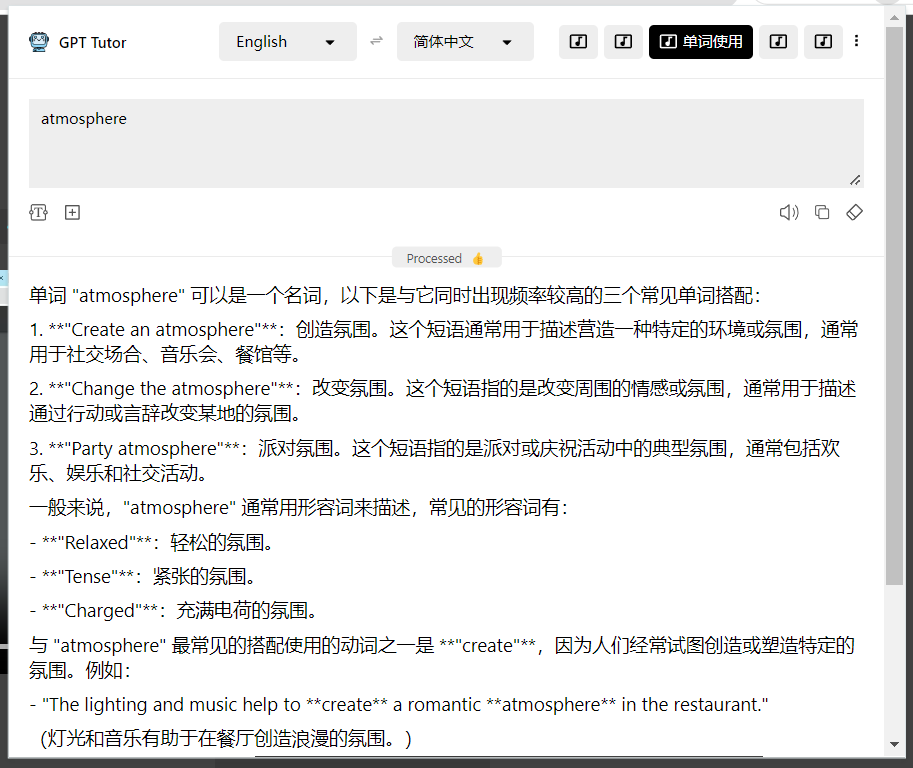 GPT Tutor
English
简体中文
单词使用
atmosphere
Processed 👍
单词 "atmosphere" 可以是一个名词，以下是与它同时出现频率较高的三个常见单词搭配：
1. **"Create an atmosphere"**：创造氛围。这个短语通常用于描述营造一种特定的环境或氛围，通常
用于社交场合、音乐会、餐馆等。
2. **"Change the atmosphere"**：改变氛围。这个短语指的是改变周围的情感或氛围，通常用于描述
通过行动或言辞改变某地的氛围。
3. **"Party atmosphere"**：派对氛围。这个短语指的是派对或庆祝活动中的典型氛围，通常包括欢
乐、娱乐和社交活动。
一般来说，"atmosphere" 通常用形容词来描述，常见的形容词有：
- **"Relaxed"**：轻松的氛围。
- **"Tense"**：紧张的氛围。
- **"Charged"**：充满电荷的氛围。
与 "atmosphere" 最常见的搭配使用的动词之一是 **"create"**，因为人们经常试图创造或塑造特定的
氛围。例如：
- "The lighting and music help to **create** a romantic **atmosphere** in the restaurant."
（灯光和音乐有助于在餐厅创造浪漫的氛围。）